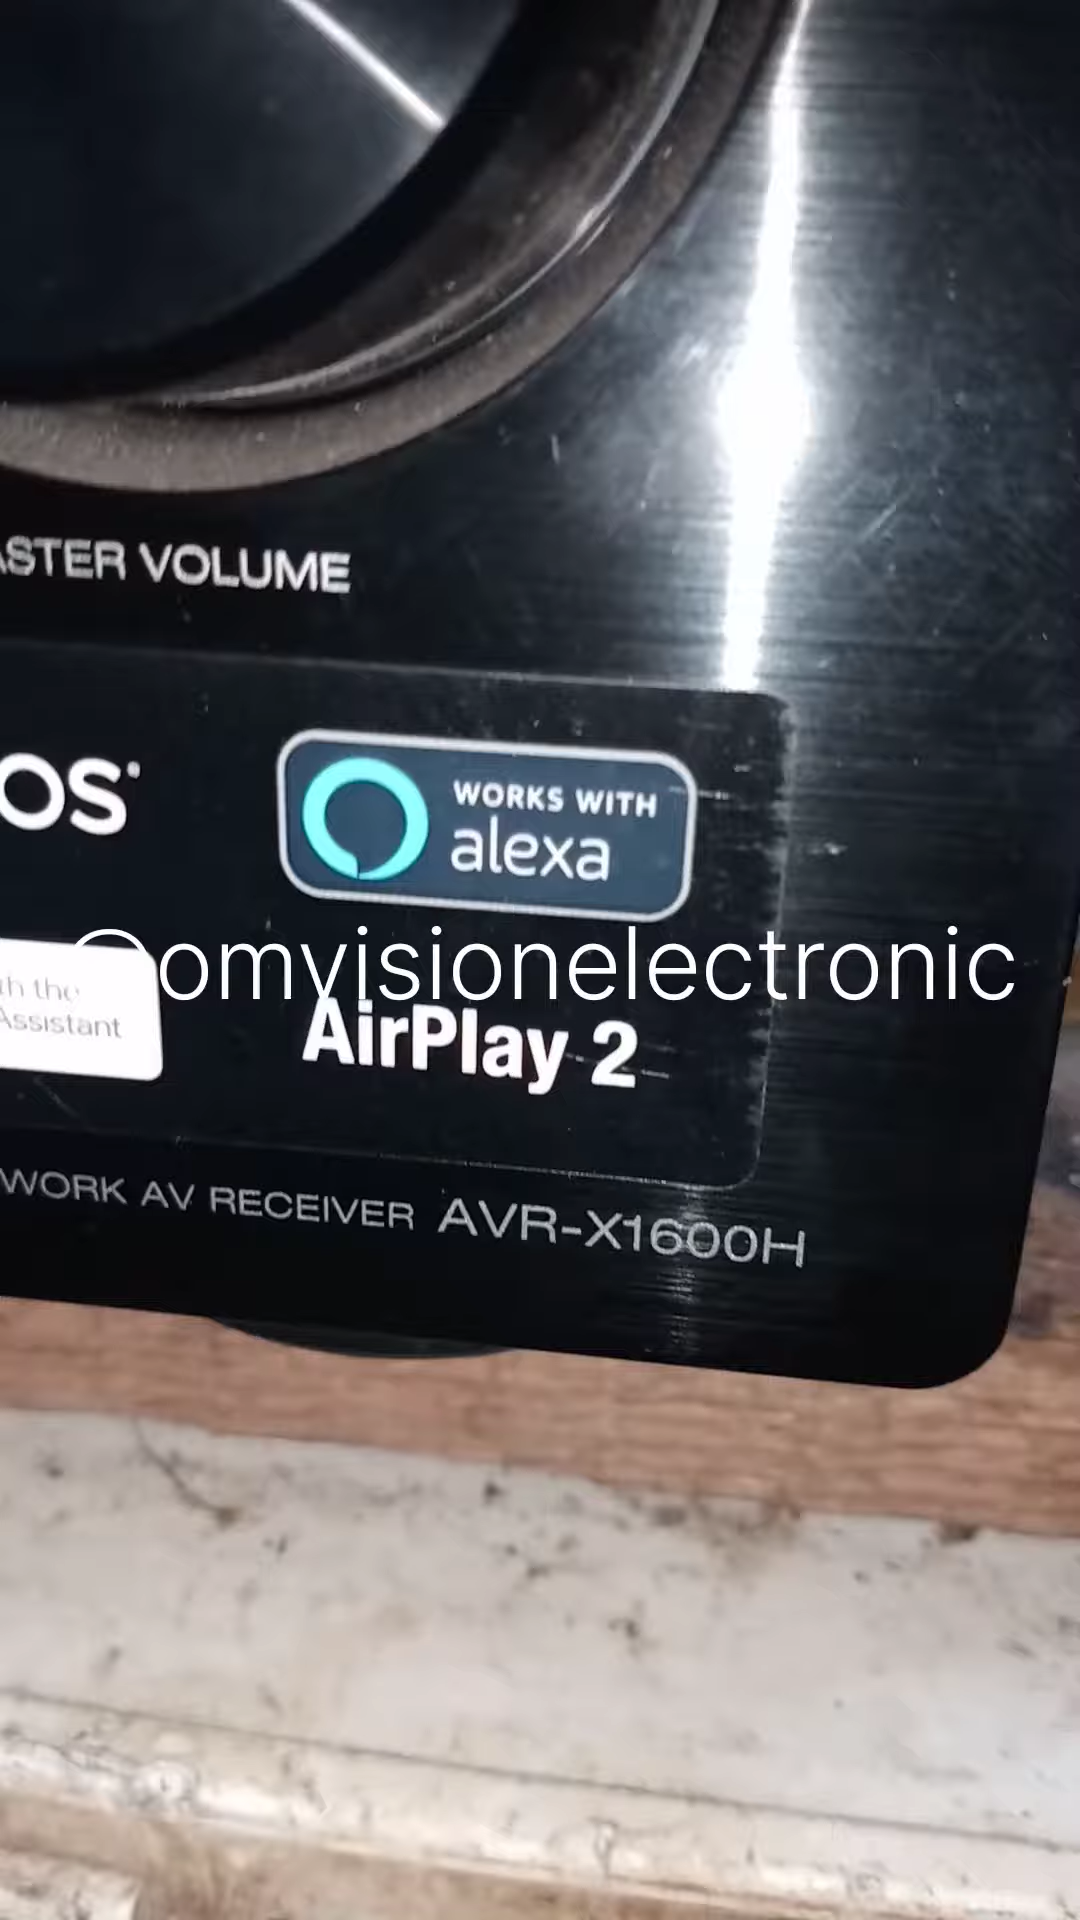 ASTER VOLUME
OS
WORKS WITH
alexa
@omvisionelectronic
th the
Assistant
AirPlay 2
WORK AV RECEIVER AVR-X1600H